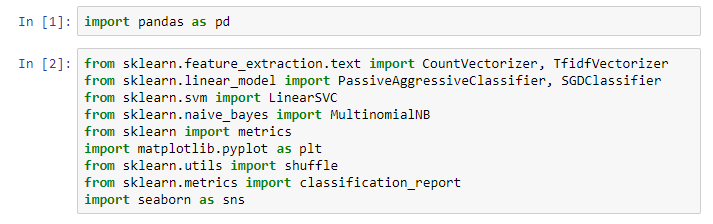 In [1]: import pandas as pd
In [2]: from sklearn.feature_extraction.text import CountVectorizer, TfidfVectorizer
from sklearn.linear_model import PassiveAggressiveClassifier, SGDClassifier
from sklearn.svm import LinearSVC
from sklearn.naive_bayes import MultinomialNB
from sklearn import metrics
import matplotlib.pyplot as plt
from sklearn.utils import shuffle
from sklearn.metrics import classification_report
import seaborn as sns